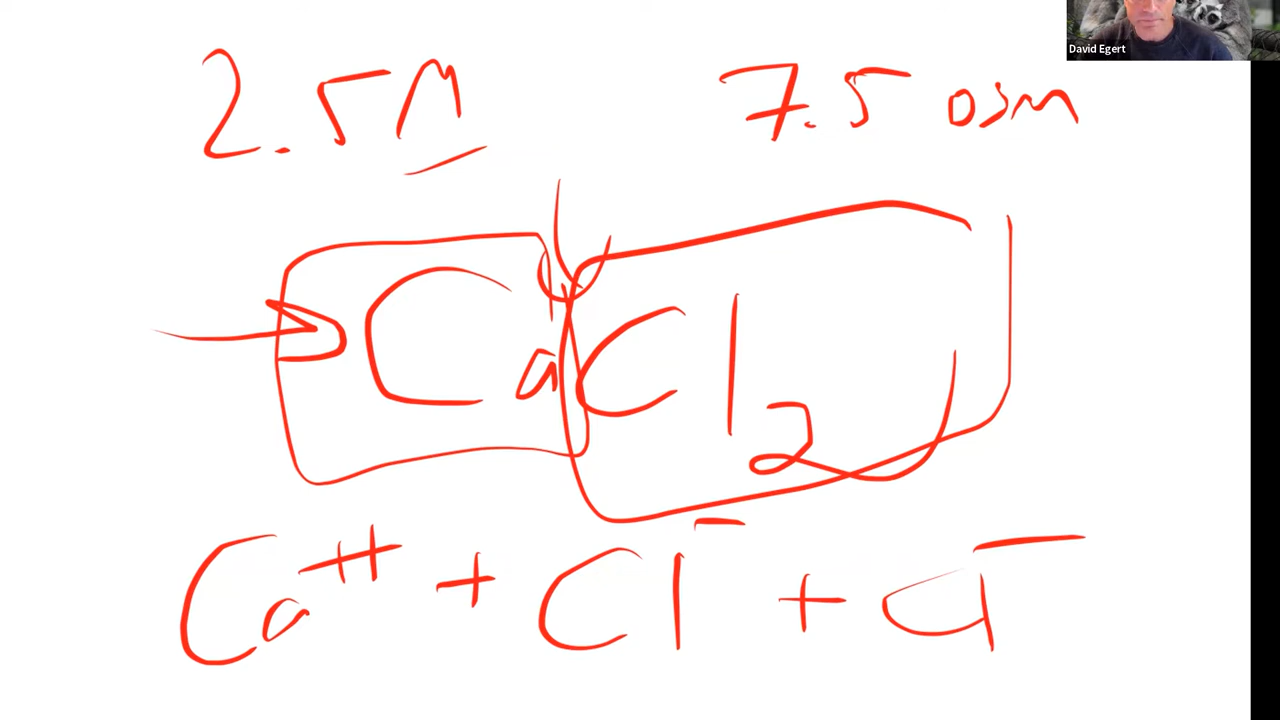 David Egert
2.5M 7.5 osm
CaCl2
Ca++ + Cl- + Cl-